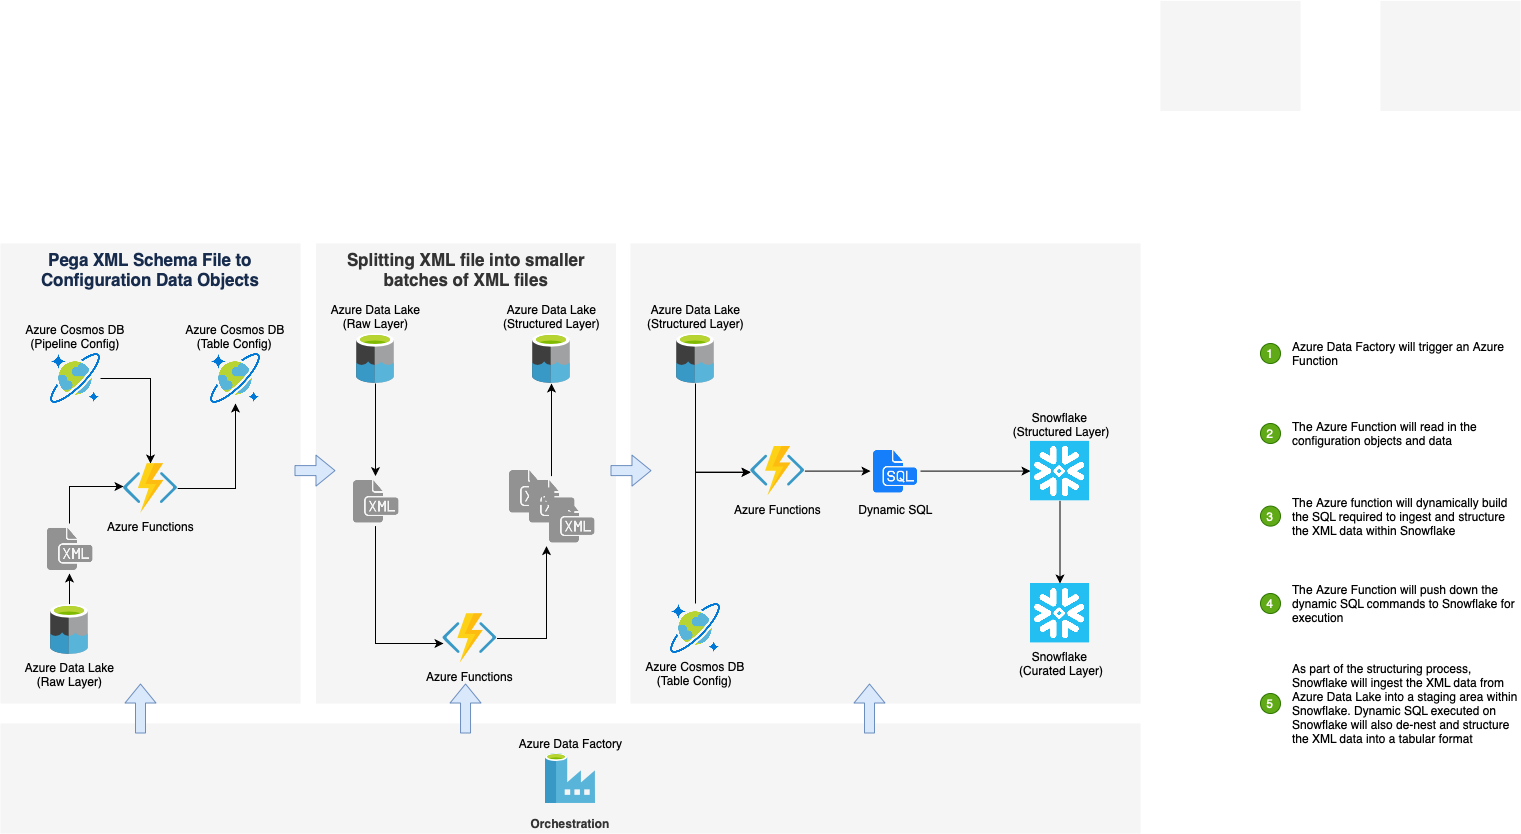 Pega XML Schema File to
Configuration Data Objects
Azure Cosmos DB
(Pipeline Config)
Azure Cosmos DB
(Table Config)
Azure Functions
XML
Azure Data Lake
(Raw Layer)
Splitting XML file into smaller
batches of XML files
Azure Data Lake
(Raw Layer)
Azure Data Lake
(Structured Layer)
XML
XML
Azure Functions
Azure Data Lake
(Structured Layer)
Azure Functions
SQL
Dynamic SQL
Snowflake
(Structured Layer)
Azure Cosmos DB
(Table Config)
Snowflake
(Curated Layer)
Azure Data Factory
Orchestration
1
Azure Data Factory will trigger an Azure
Function
2
The Azure Function will read in the
configuration objects and data
3
The Azure function will dynamically build
the SQL required to ingest and structure
the XML data within Snowflake
4
The Azure Function will push down the
dynamic SQL commands to Snowflake for
execution
5
As part of the structuring process,
Snowflake will ingest the XML data from
Azure Data Lake into a staging area within
Snowflake. Dynamic SQL executed on
Snowflake will also de-nest and structure
the XML data into a tabular format